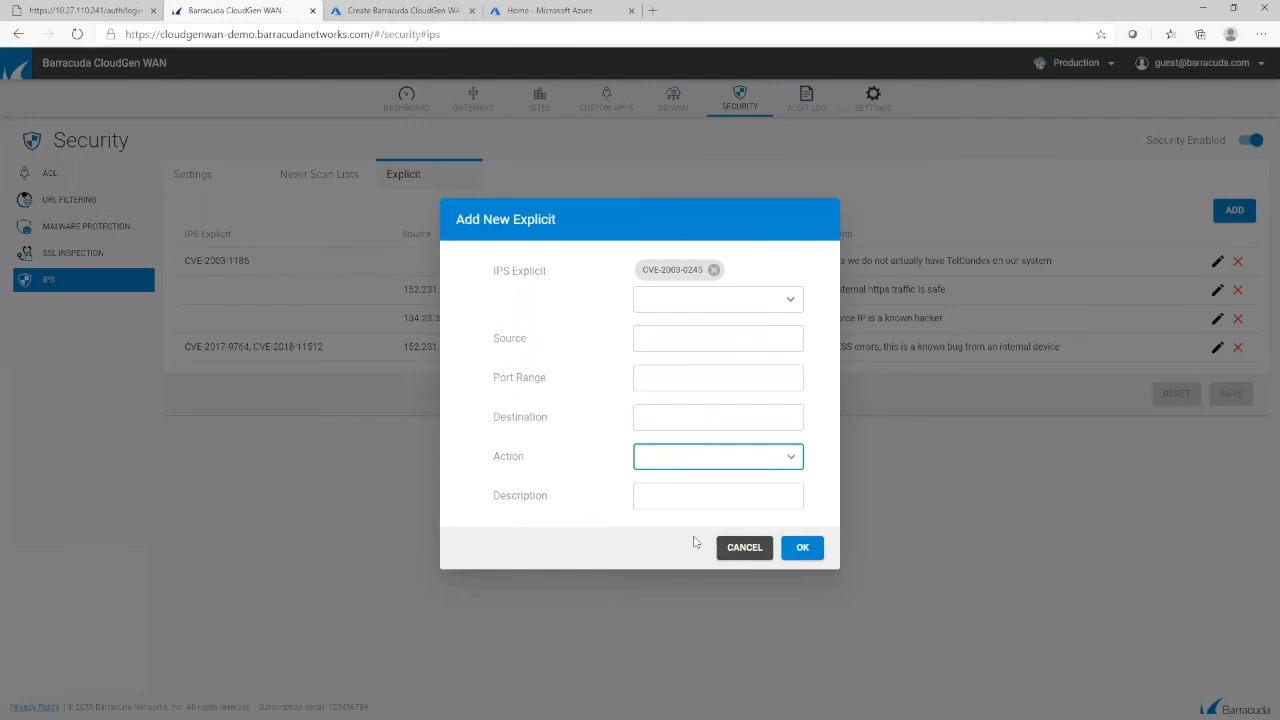 https://10.27.110.241/auth/login
Barracuda CloudGen WAN
Create Barracuda CloudGen WAN
Home - Microsoft Azure
https://cloudgenwan-demo.barracudanetworks.com/#/security#ips
Barracuda CloudGen WAN
Production
guest@barracuda.com
DASHBOARD
GATEWAYS
SITES
CUSTOM APPS
SD-WAN
SECURITY
AUDIT LOG
SETTINGS
Security
Security Enabled
ACL
URL FILTERING
MALWARE PROTECTION
SSL INSPECTION
IPS
Settings
Never Scan Lists
Explicit
ADD
IPS Explicit
Source
on
CVE-2003-1186
s we do not actually have TelCondex on our system
152.231.
ternal https traffic is safe
134.23.3
urce IP is a known hacker
CVE-2017-9764, CVE-2018-11512
152.231.
SS errors, this is a known bug from an internal device
RESET
SAVE
Add New Explicit
IPS Explicit
CVE-2003-0245
Source
Port Range
Destination
Action
Description
CANCEL
OK
Privacy Policy | © 2020 Barracuda Networks, Inc. All rights reserved. - Subscription serial: 123456789
Barracuda